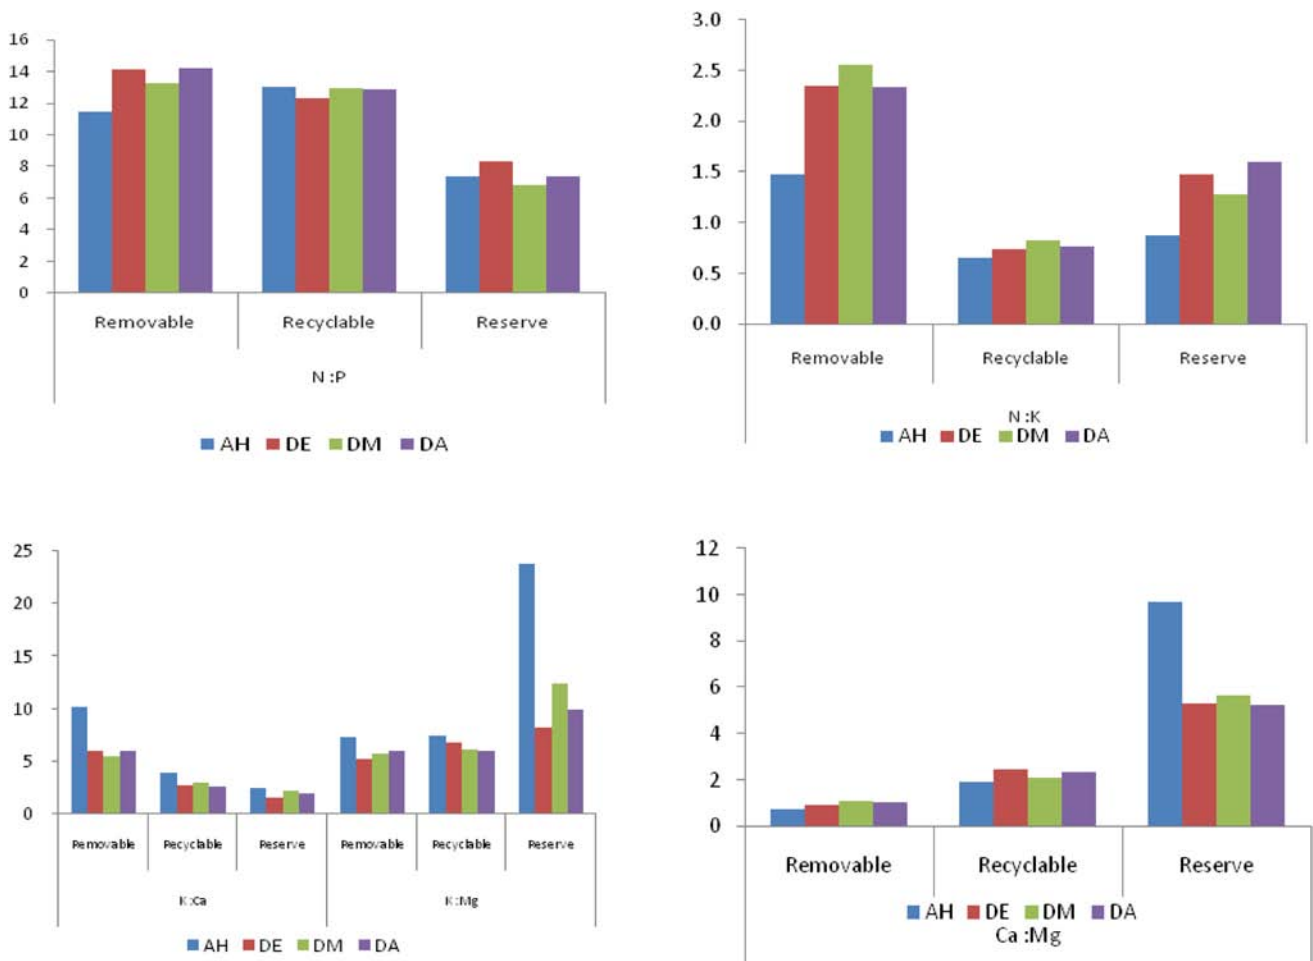 16
14
12
10
8
6
4
2
0
Removable Recyclable Reserve
N :P
AH DE DM DA
3.0
2.5
2.0
1.5
1.0
0.5
0.0
Removable Recyclable Reserve
N :K
AH DE DM DA
25
20
15
10
5
0
Removable Recyclable Reserve Removable Recyclable Reserve
K :Ca K :Mg
AH DE DM DA
12
10
8
6
4
2
0
Removable Recyclable Reserve
AH DE DM DA
Ca :Mg